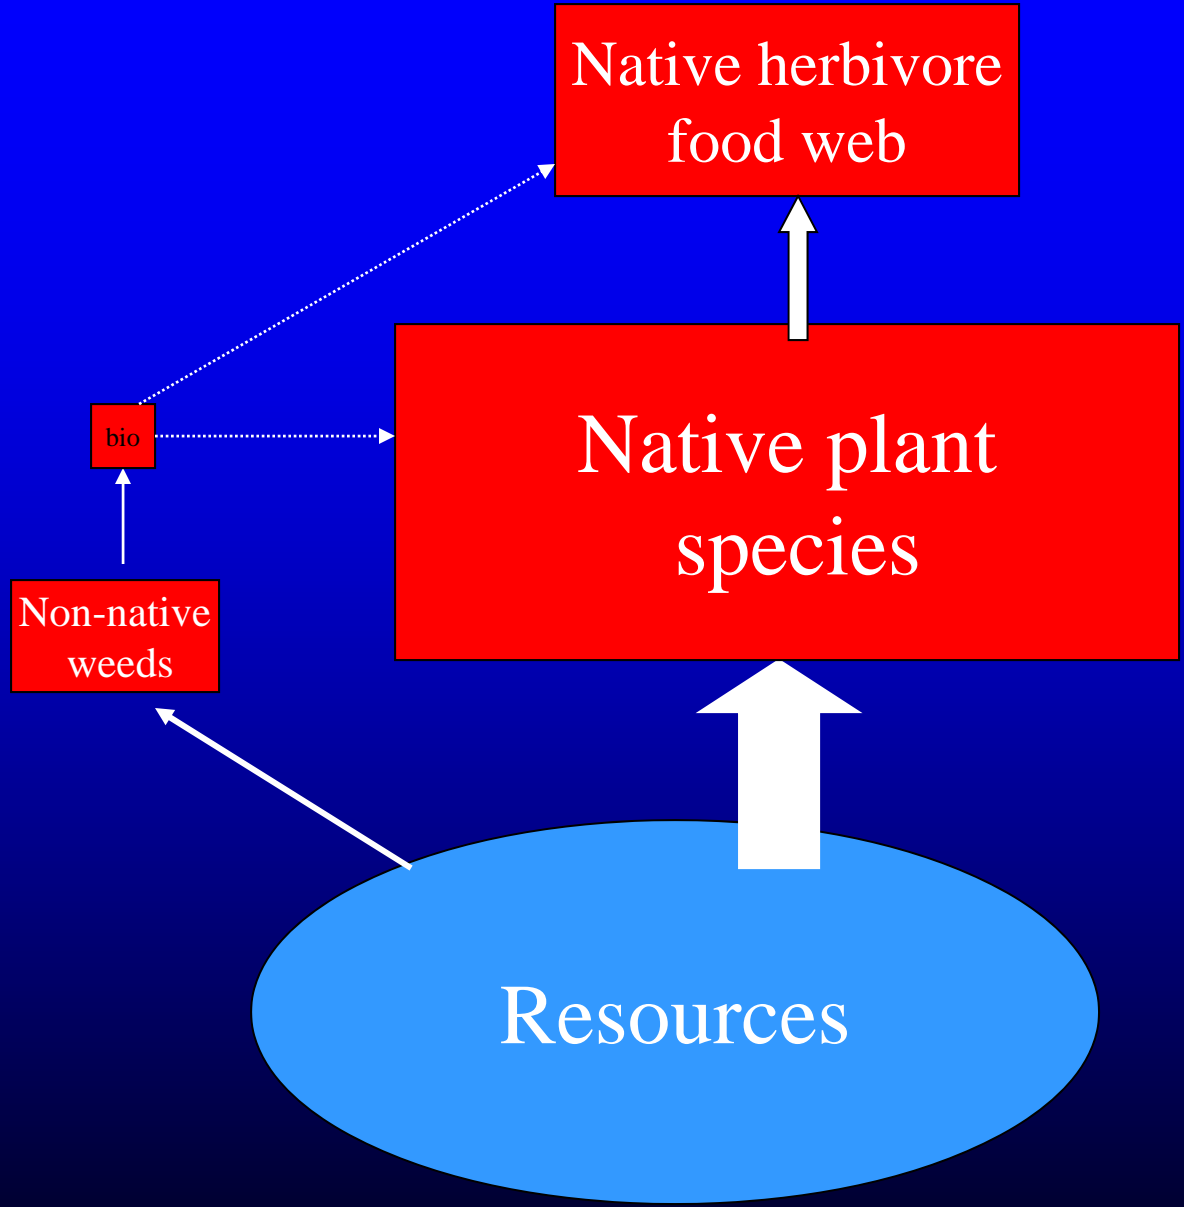 Native herbivore
food web
bio
Native plant
species
Non-native
weeds
Resources